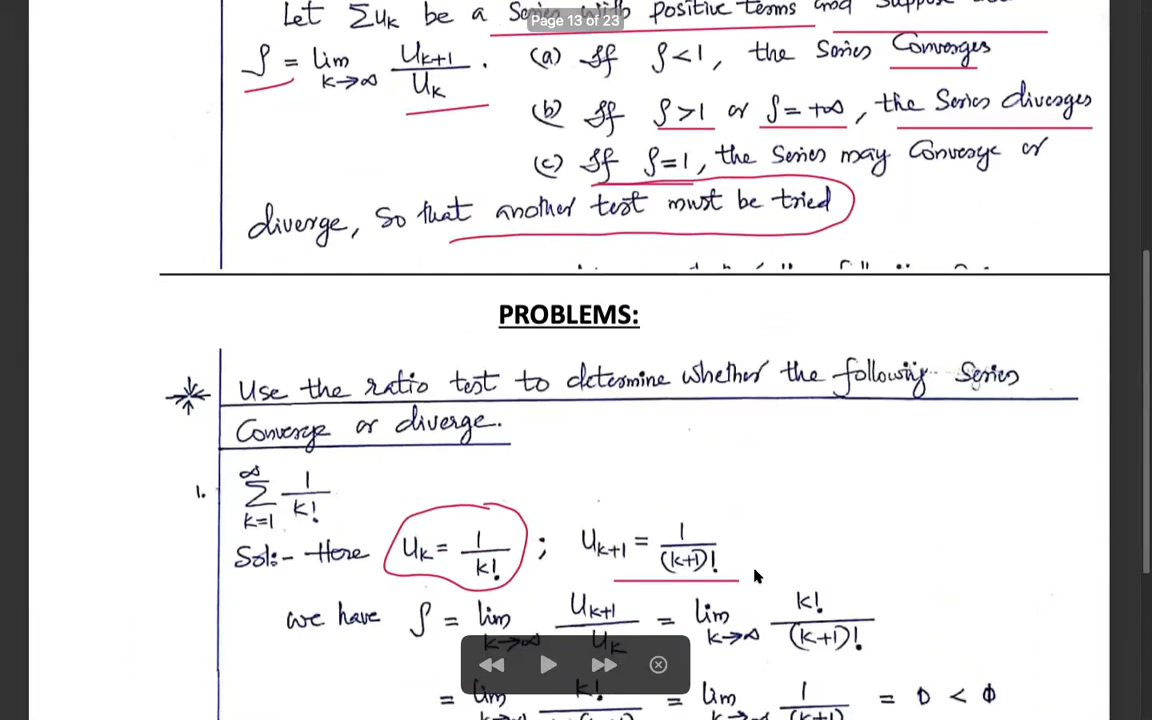 Let Σuk be a Series with positive terms and suppose
Page 13 of 23
ρ = lim k→∞ Uk+1 / Uk . (a) If ρ<1, the Series Converges
(b) If ρ>1 or ρ=+∞, the Series diverges
(c) If ρ=1, the Series may Converge or
diverge, So that another test must be tried
PROBLEMS:
Use the ratio test to determine whether the following Series
Converge or diverge.
1. ∞ Σ k=1 1/k!
Sol:- Here Uk = 1/k! ; Uk+1 = 1/(k+1)!
we have ρ = lim k→∞ Uk+1 / Uk = lim k→∞ k!/(k+1)!
= lim k! = lim 1/(k+1) = 0 <